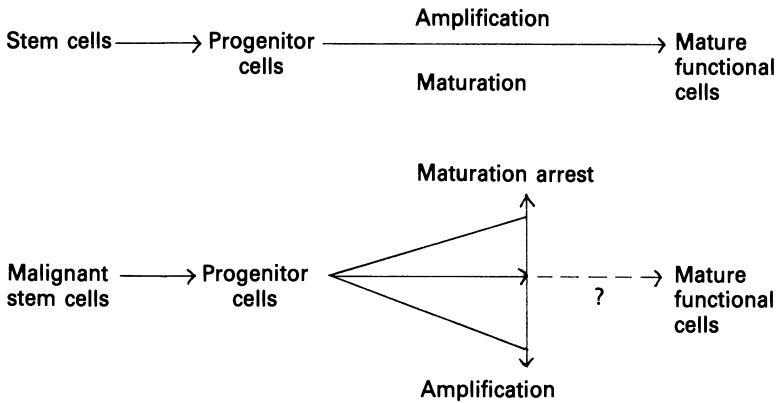 Amplification
Stem cells
Progenitor
cells
Mature
functional
cells
Maturation
Maturation arrest
Malignant
stem cells
Progenitor
cells
?
Mature
functional
cells
Amplification